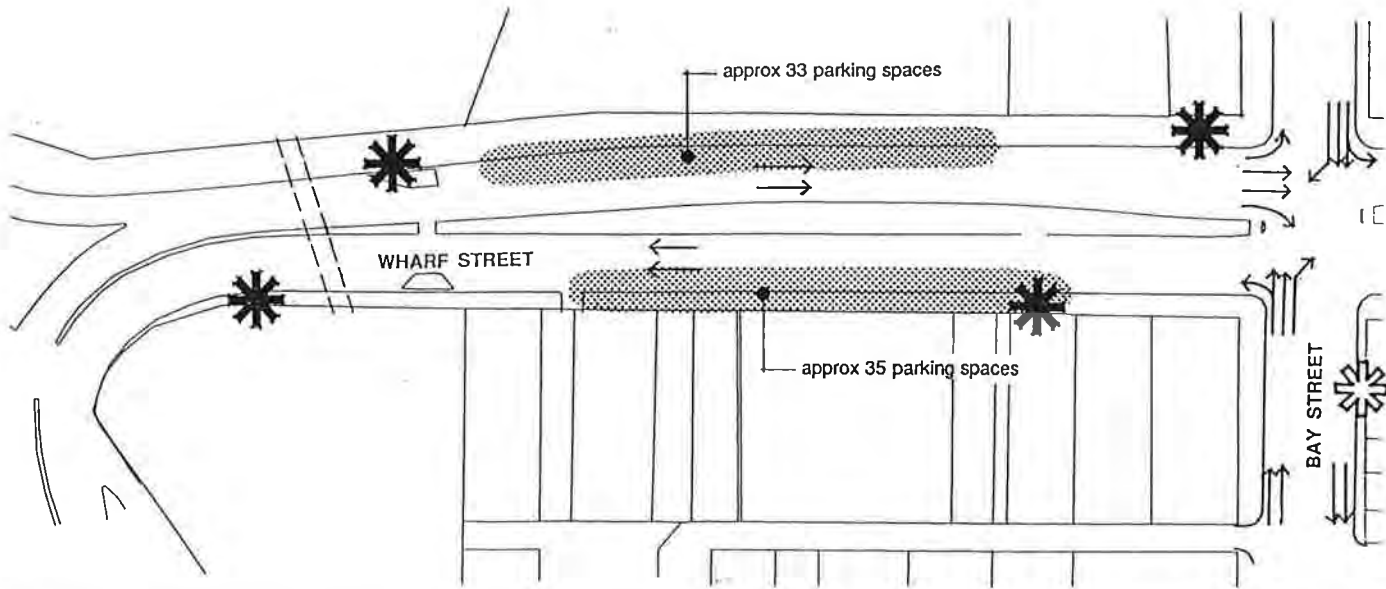 approx 33 parking spaces
WHARF STREET
approx 35 parking spaces
BAY STREET